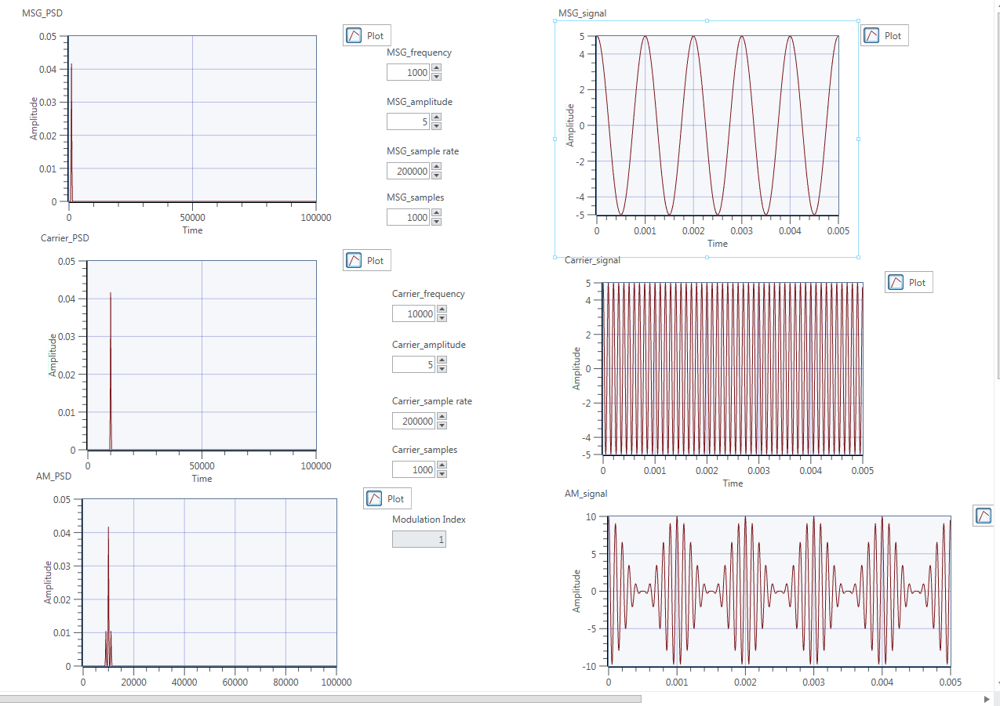 MSG_PSD
0.05
0.04
0.03
0.02
0.01
0
Amplitude
0 50000 100000
Time
Plot
MSG_frequency
1000
MSG_amplitude
5
MSG_sample rate
200000
MSG_samples
1000
MSG_signal
5
4
2
0
-2
-4
-5
Amplitude
0 0.001 0.002 0.003 0.004 0.005
Time
Plot
Carrier_PSD
0.05
0.04
0.03
0.02
0.01
0
Amplitude
0 50000 100000
Time
Plot
Carrier_frequency
10000
Carrier_amplitude
5
Carrier_sample rate
200000
Carrier_samples
1000
Carrier_signal
5
4
2
0
-2
-4
-5
Amplitude
0 0.001 0.002 0.003 0.004 0.005
Time
Plot
AM_PSD
0.05
0.04
0.03
0.02
0.01
0
Amplitude
0 20000 40000 60000 80000 100000
Plot
Modulation Index
1
AM_signal
10
5
0
-5
-10
Amplitude
0 0.001 0.002 0.003 0.004 0.005